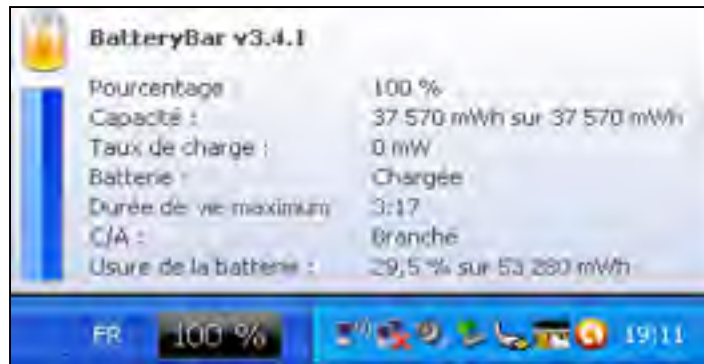 BatteryBar v3.4.1
Pourcentage 100 %
Capacité : 37 570 mWh sur 37 570 mWh
Taux de charge : 0 mW
Batterie : Chargée
Durée de vie maximum 3:17
C/A : Branché
Usure de la batterie : 29,5 % sur 53 280 mWh
FR 100 % 19:11